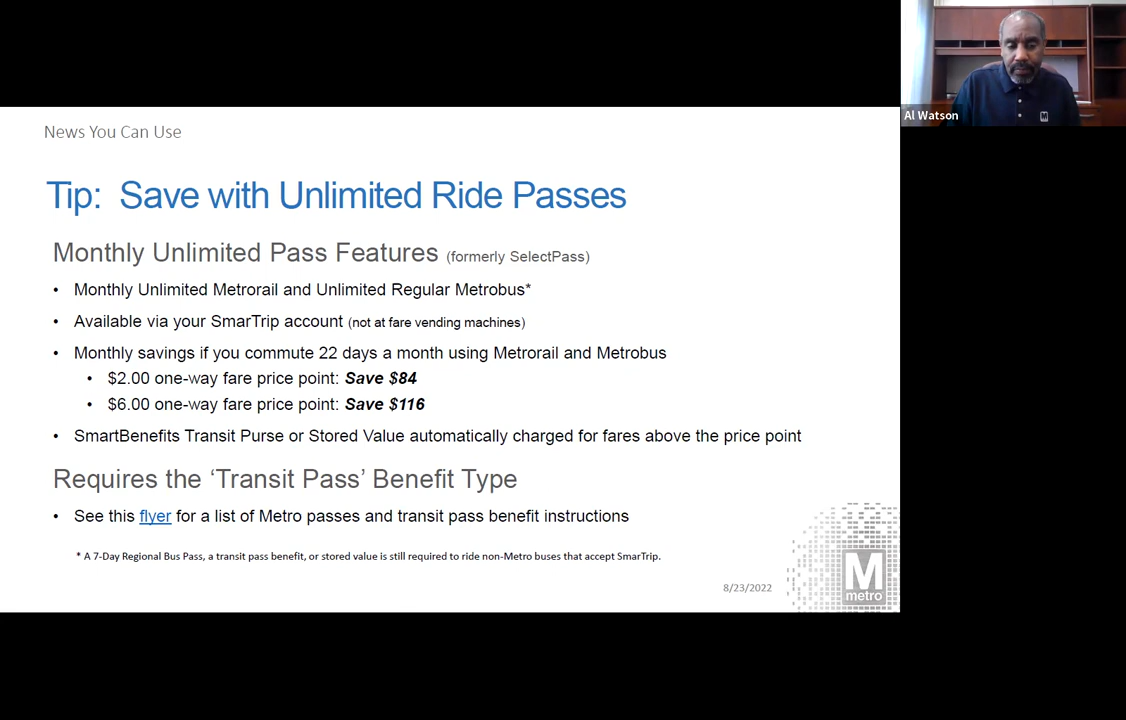 Al Watson
News You Can Use
Tip: Save with Unlimited Ride Passes
Monthly Unlimited Pass Features (formerly SelectPass)
• Monthly Unlimited Metrorail and Unlimited Regular Metrobus*
• Available via your SmarTrip account (not at fare vending machines)
• Monthly savings if you commute 22 days a month using Metrorail and Metrobus
• $2.00 one-way fare price point: Save $84
• $6.00 one-way fare price point: Save $116
• SmartBenefits Transit Purse or Stored Value automatically charged for fares above the price point
Requires the ‘Transit Pass’ Benefit Type
• See this flyer for a list of Metro passes and transit pass benefit instructions
* A 7-Day Regional Bus Pass, a transit pass benefit, or stored value is still required to ride non-Metro buses that accept SmarTrip.
8/23/2022
M
metro